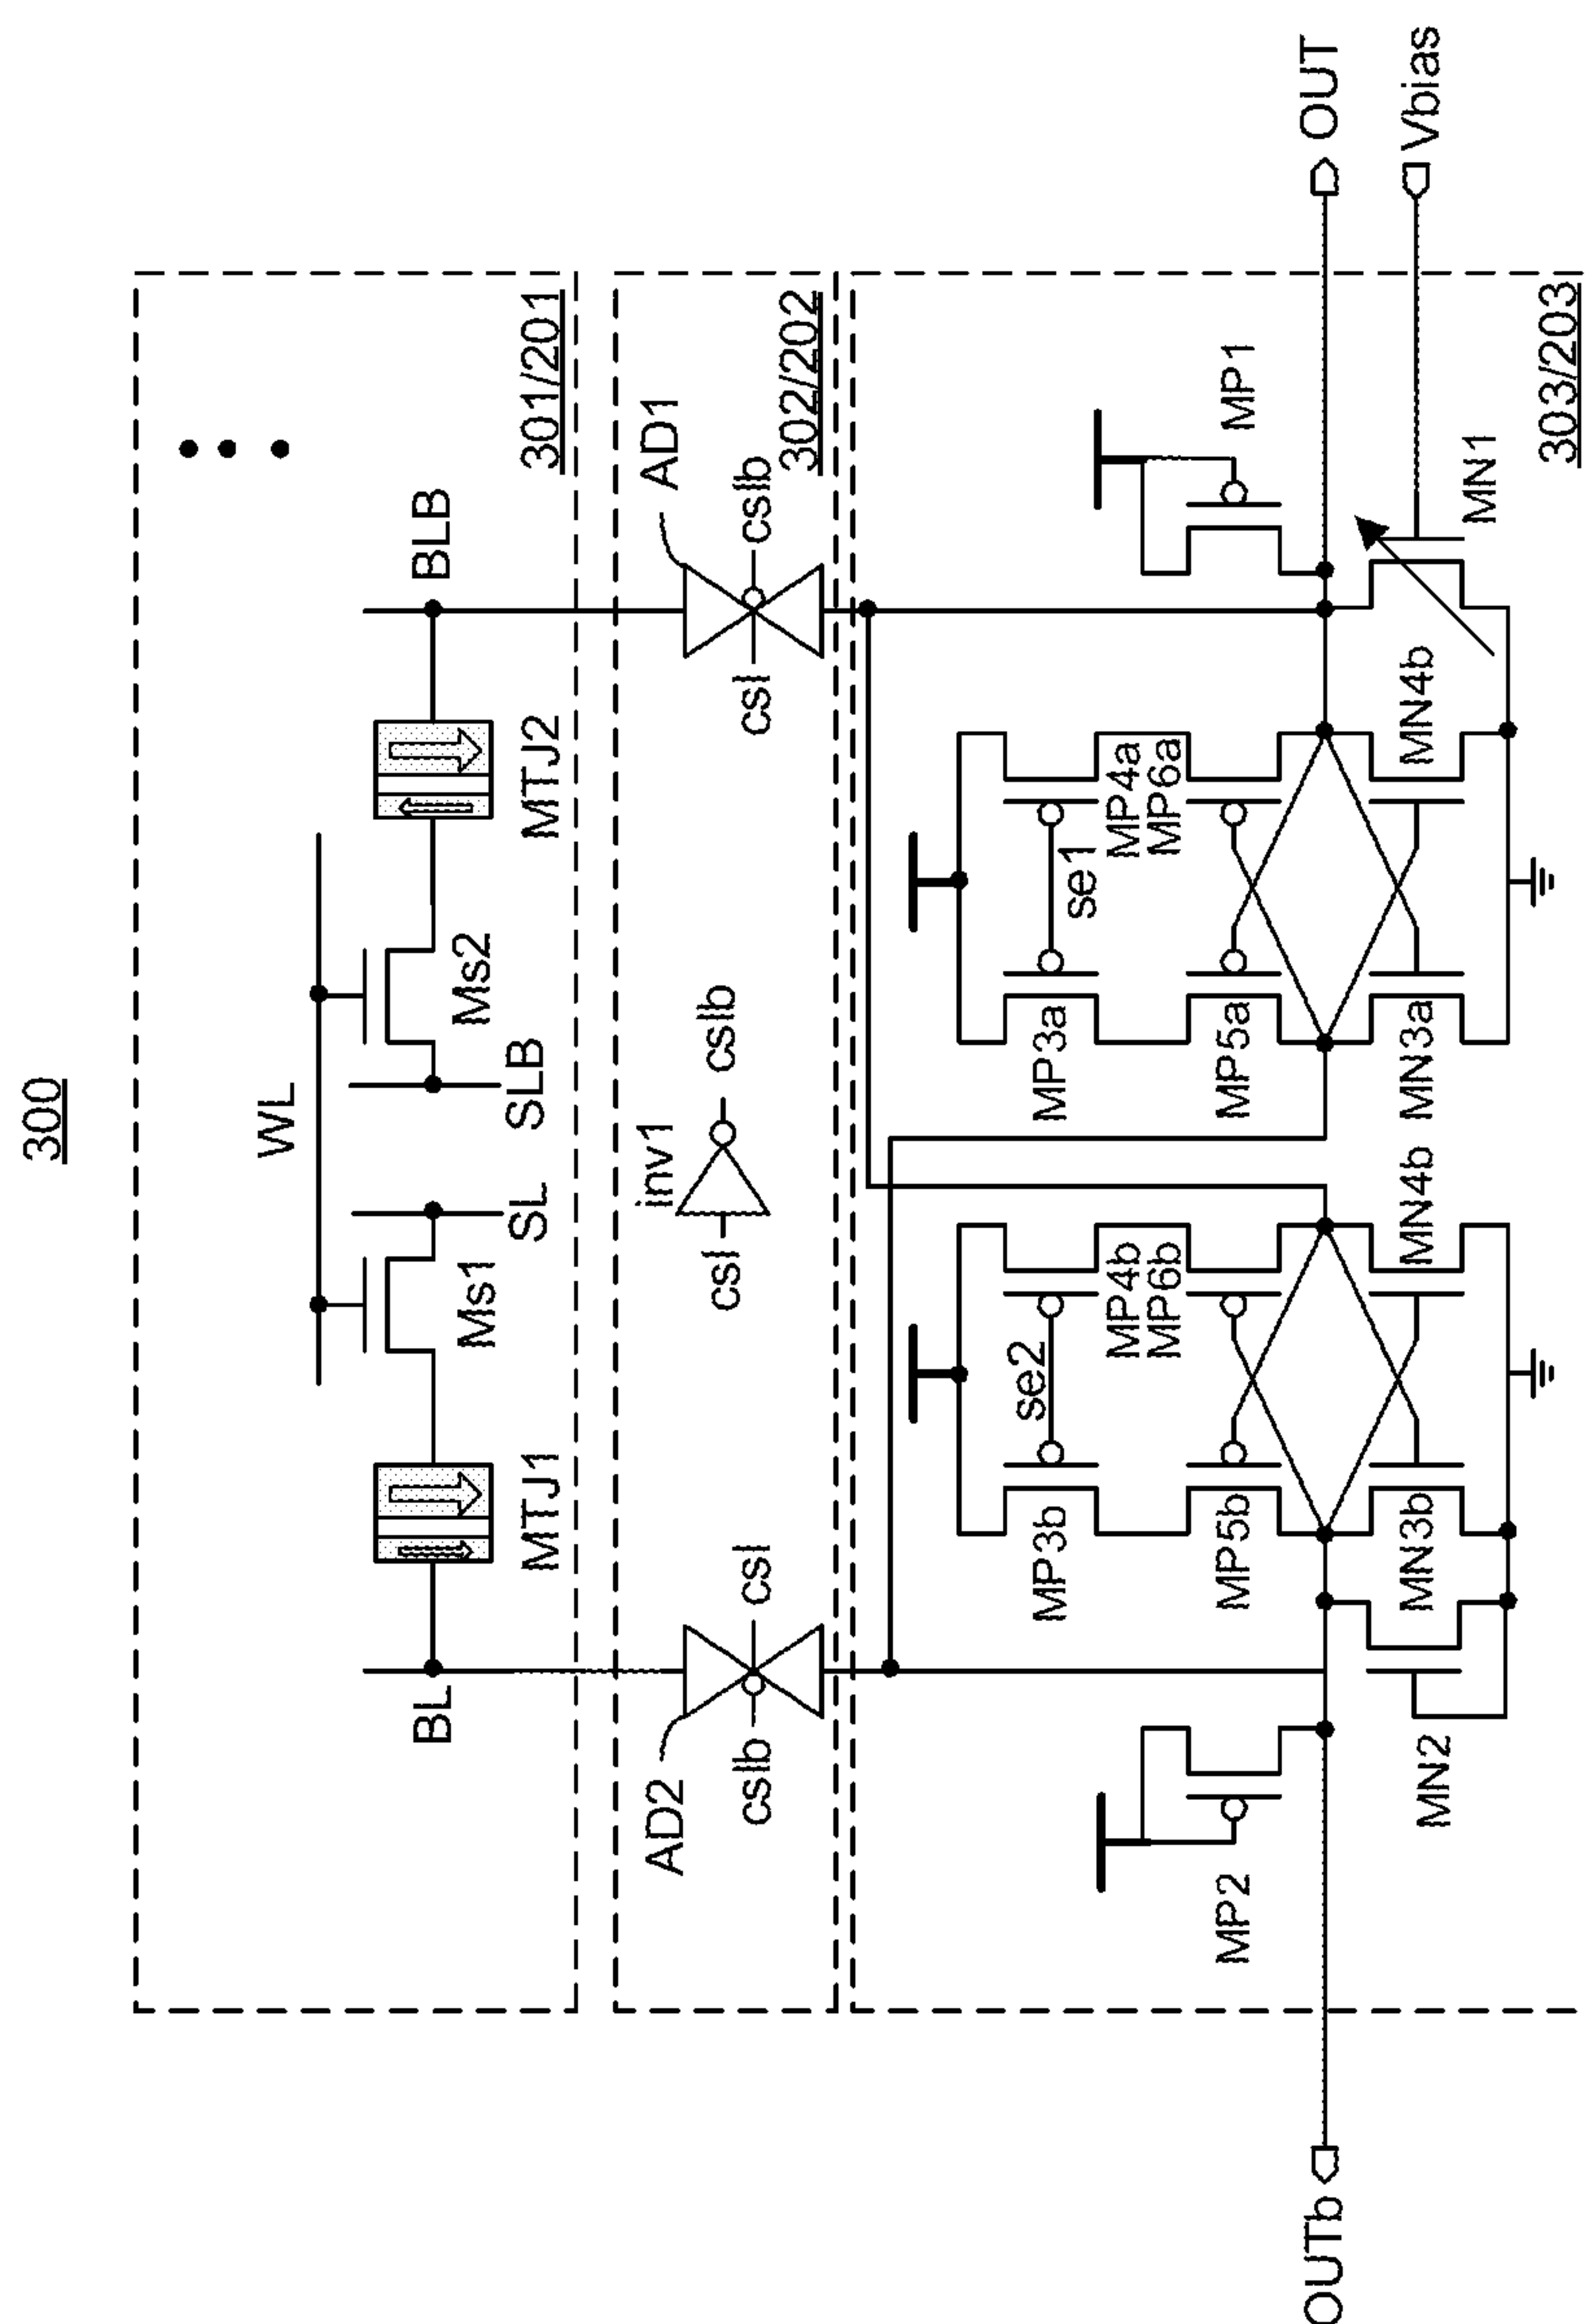 300
WL
BL
MTJ1
Ms1
SL
SLB
Ms2
MTJ2
BLB
301/201
AD2
cslb
csl
inv1
csl
cslb
AD1
csl
cslb
302/202
se2
se1
MP2
MP3b
MP4b
MP6b
MP3a
MP4a
MP6a
MP1
MP5b
MP5a
OUTb
OUT
MN2
MN3b
MN4b
MN3a
MN4b
MN1
Vbias
303/203